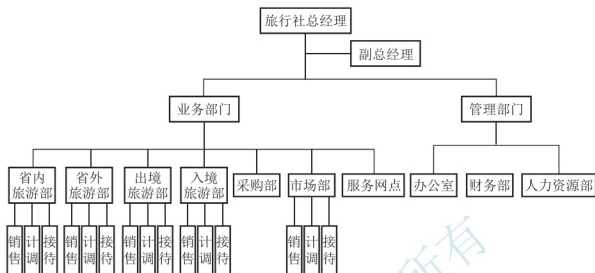 旅行社总经理
副总经理
业务部门
管理部门
省内
旅游部
省外
旅游部
出境
旅游部
入境
旅游部
采购部
市场部
服务网点
办公室
财务部
人力资源部
销售
计调
接待
销售
计调
接待
销售
计调
接待
销售
计调
接待
销售
计调
接待
所有